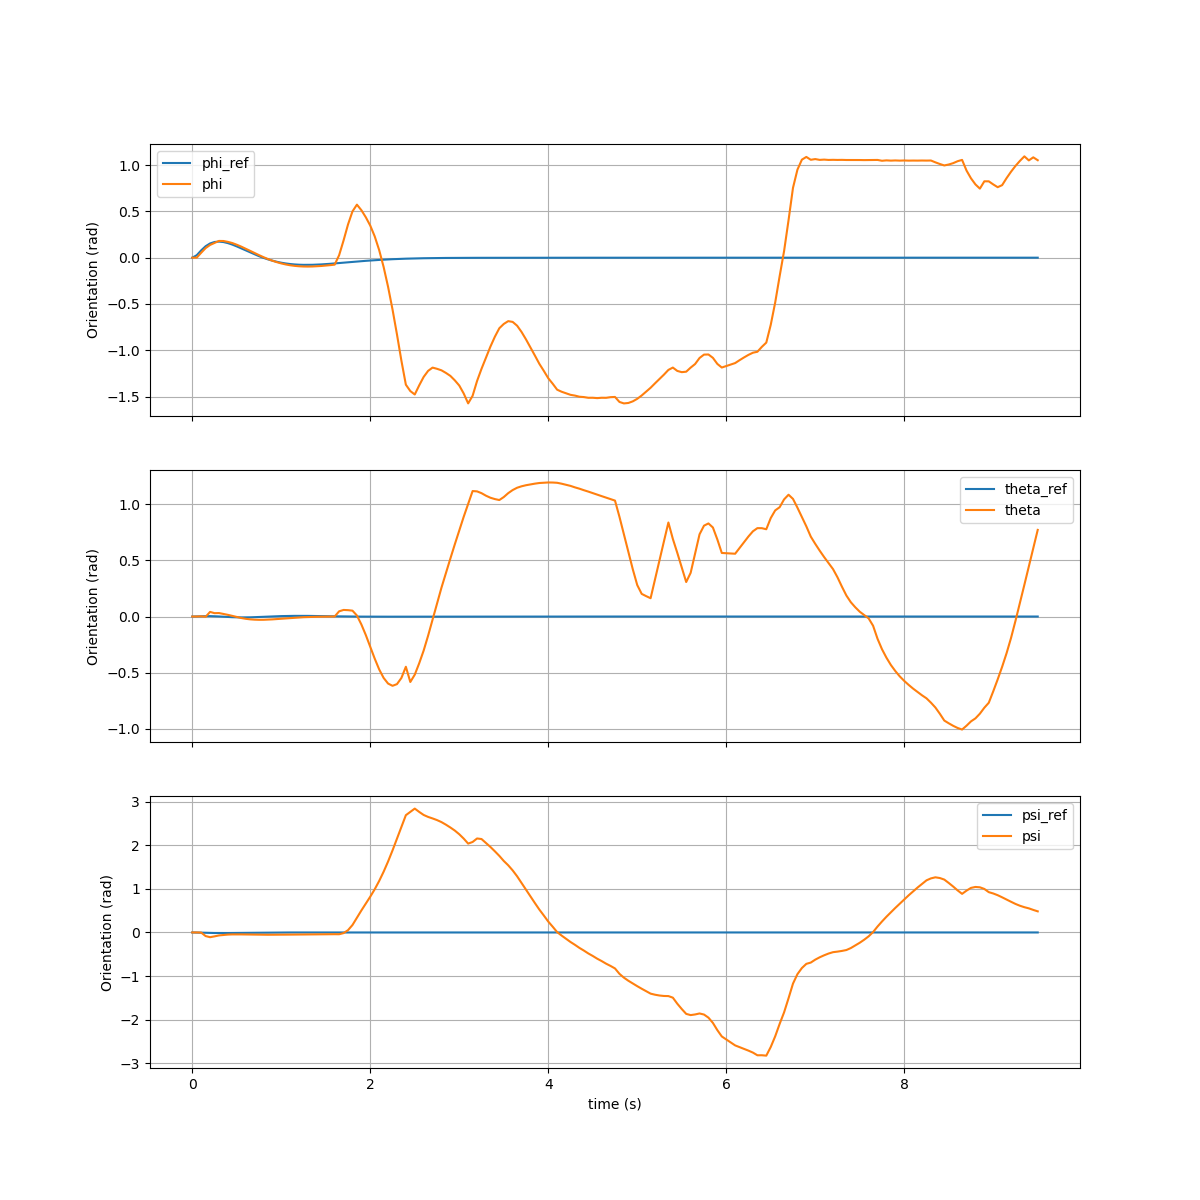 phi_ref
phi
1.0
0.5
0.0
−0.5
−1.0
−1.5
Orientation (rad)
theta_ref
theta
1.0
0.5
0.0
−0.5
−1.0
Orientation (rad)
psi_ref
psi
3
2
1
0
−1
−2
−3
Orientation (rad)
0 2 4 6 8
time (s)